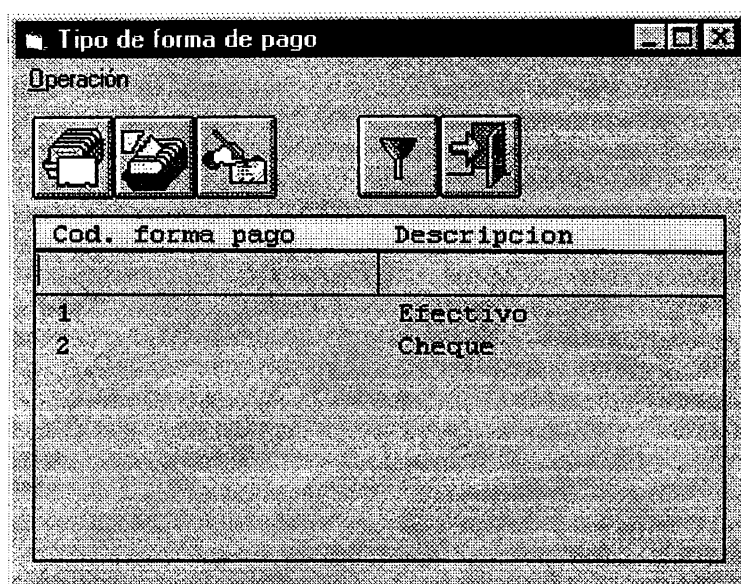 Tipo de forma de pago
Operación
Cod. forma pago Descripcion
1 Efectivo
2 Cheque